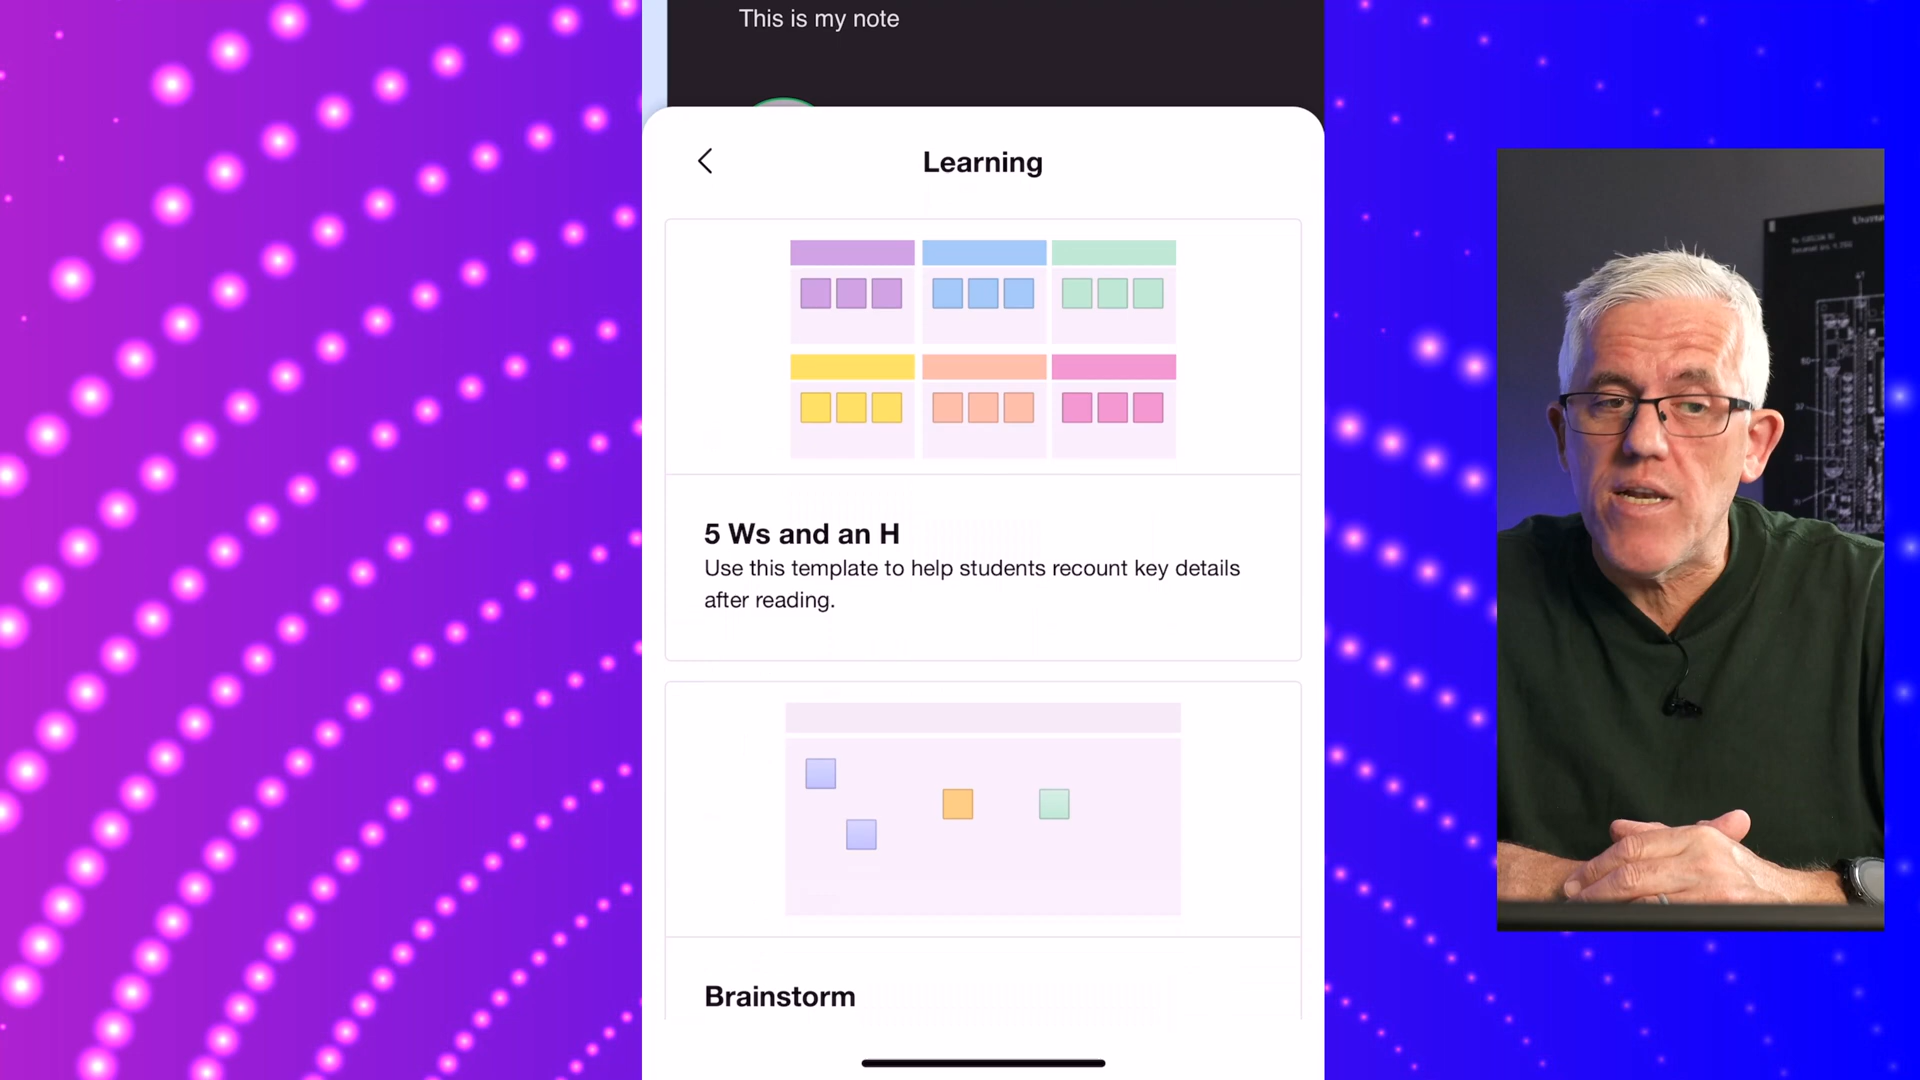 This is my note
Learning
5 Ws and an H
Use this template to help students recount key details
after reading.
Brainstorm